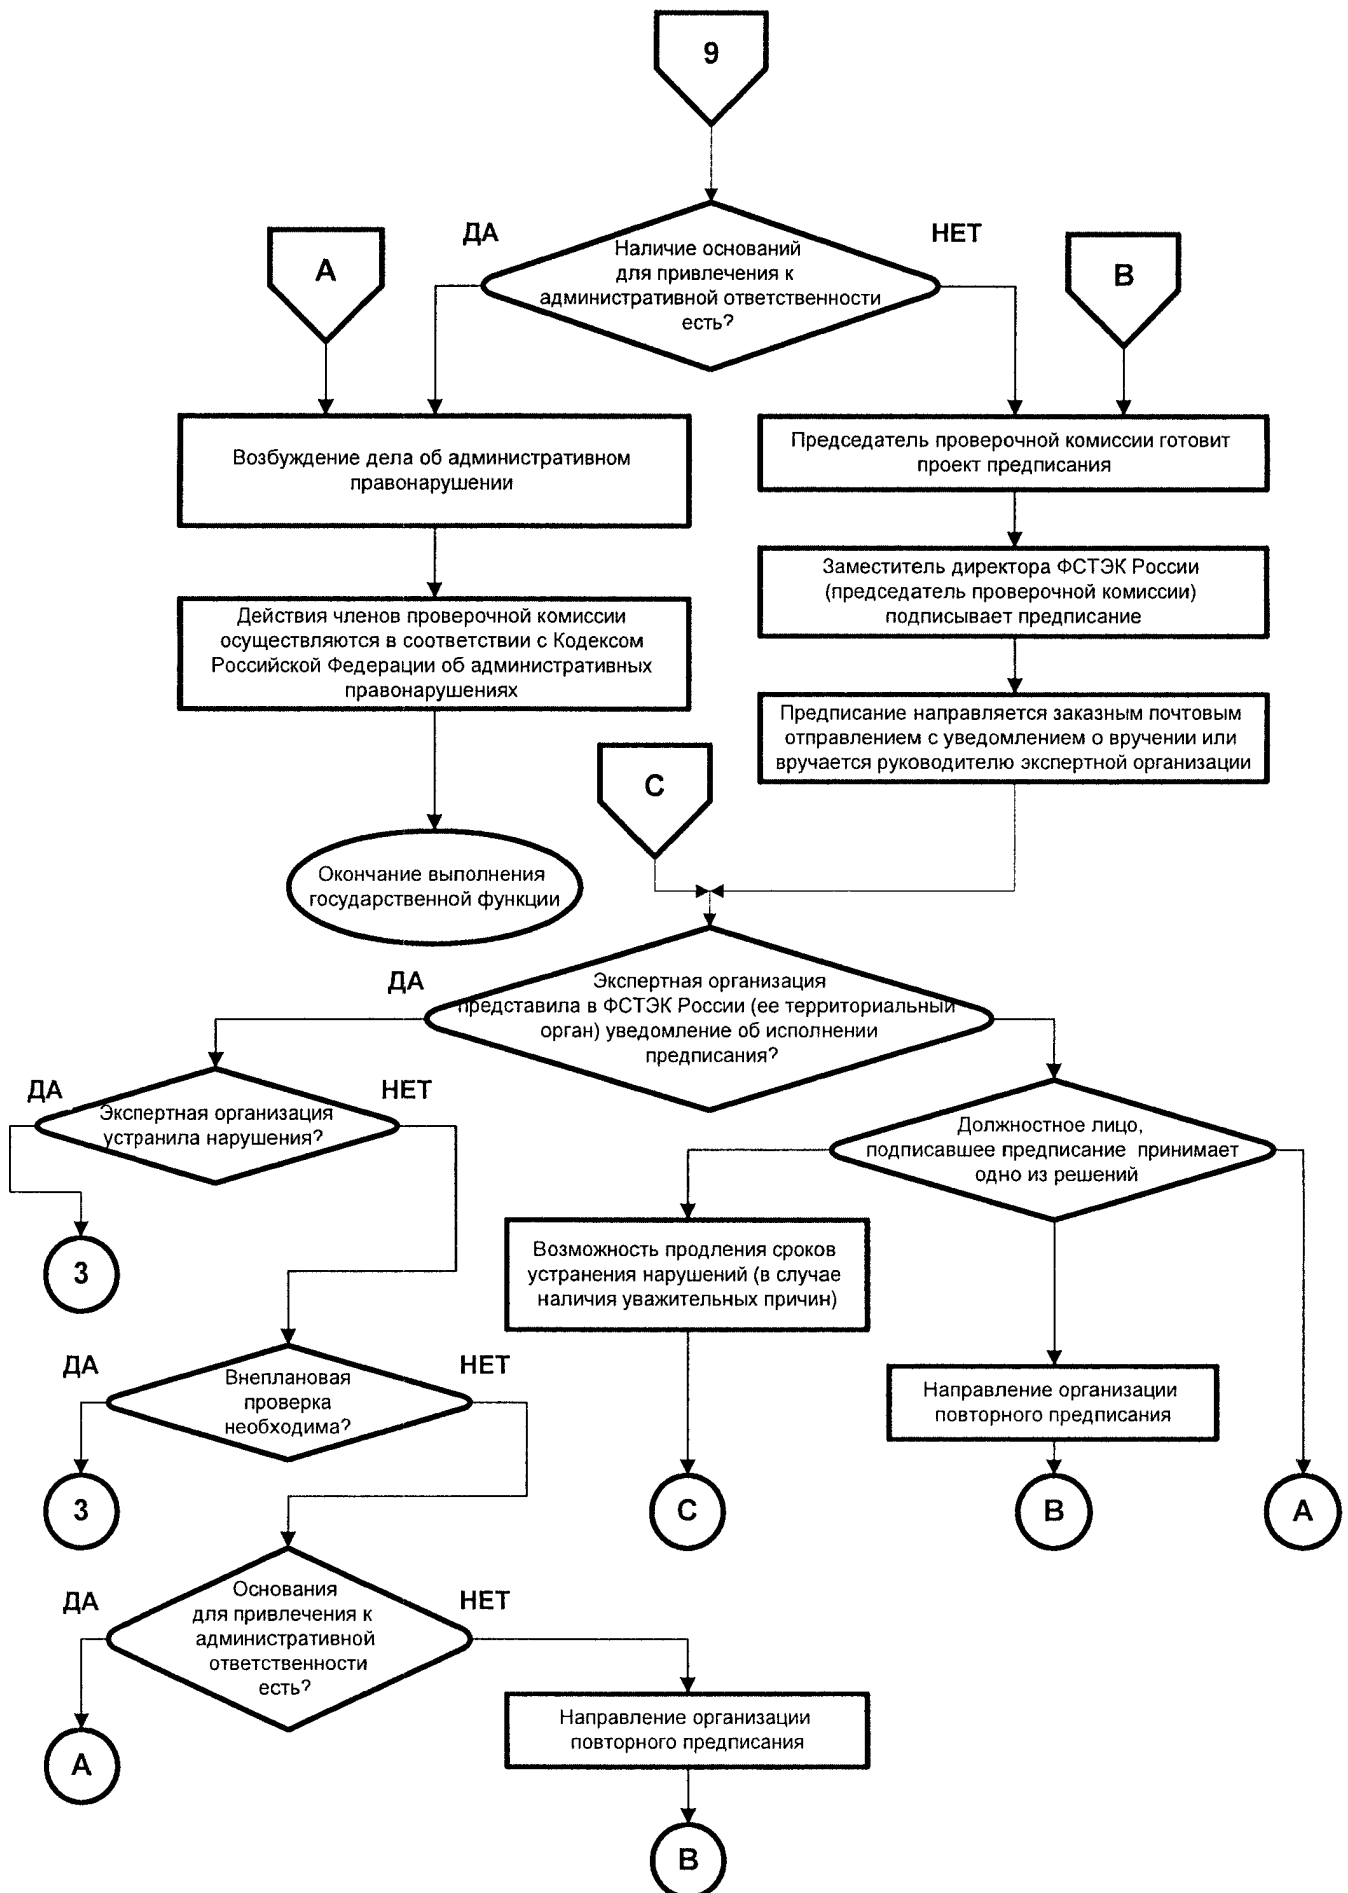 9
ДА
НЕТ
Наличие оснований
для привлечения к
административной ответственности
есть?
А
В
Возбуждение дела об административном
правонарушении
Председатель проверочной комиссии готовит
проект предписания
Заместитель директора ФСТЭК России
(председатель проверочной комиссии)
подписывает предписание
Действия членов проверочной комиссии
осуществляются в соответствии с Кодексом
Российской Федерации об административных
правонарушениях
Предписание направляется заказным почтовым
отправлением с уведомлением о вручении или
вручается руководителю экспертной организации
С
Окончание выполнения
государственной функции
ДА
Экспертная организация
представила в ФСТЭК России (ее территориальный
орган) уведомление об исполнении
предписания?
ДА
НЕТ
Экспертная организация
устранила нарушения?
Должностное лицо,
подписавшее предписание принимает
одно из решений
3
Возможность продления сроков
устранения нарушений (в случае
наличия уважительных причин)
ДА
НЕТ
Внеплановая
проверка
необходима?
Направление организации
повторного предписания
3
С
В
А
ДА
НЕТ
Основания
для привлечения к
административной
ответственности
есть?
Направление организации
повторного предписания
А
В